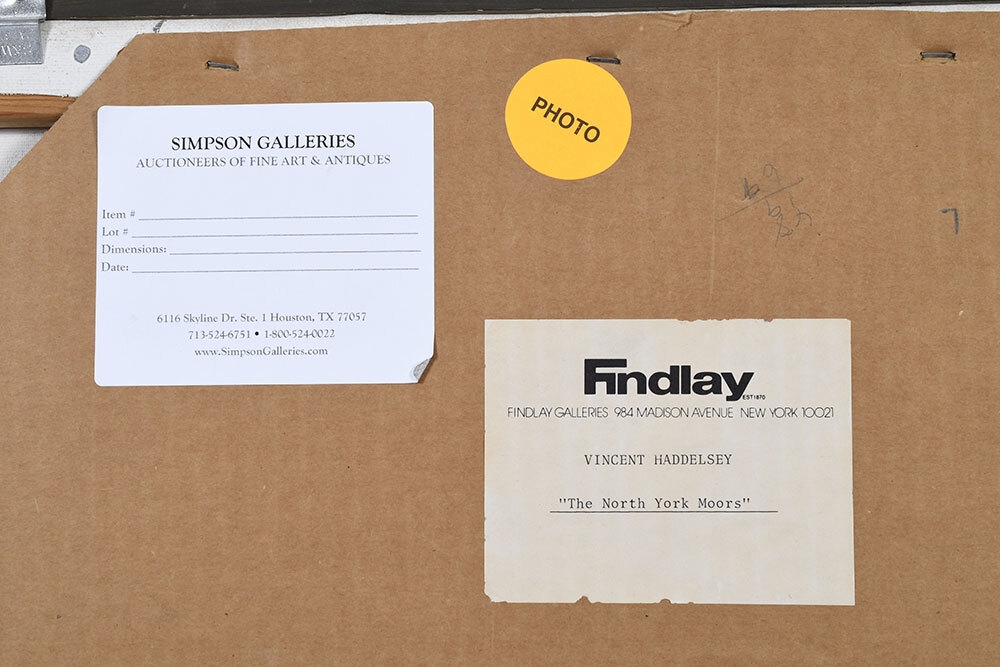 SIMPSON GALLERIES
AUCTIONEERS OF FINE ART & ANTIQUES
Item #
Lot #
Dimensions:
Date:
6116 Skyline Dr. Ste. 1 Houston, TX 77057
713-524-6751 • 1-800-524-0022
www.SimpsonGalleries.com
PHOTO
Findlay
EST 1870
FINDLAY GALLERIES 984 MADISON AVENUE NEW YORK 10021
VINCENT HADDELSEY
"The North York Moors"